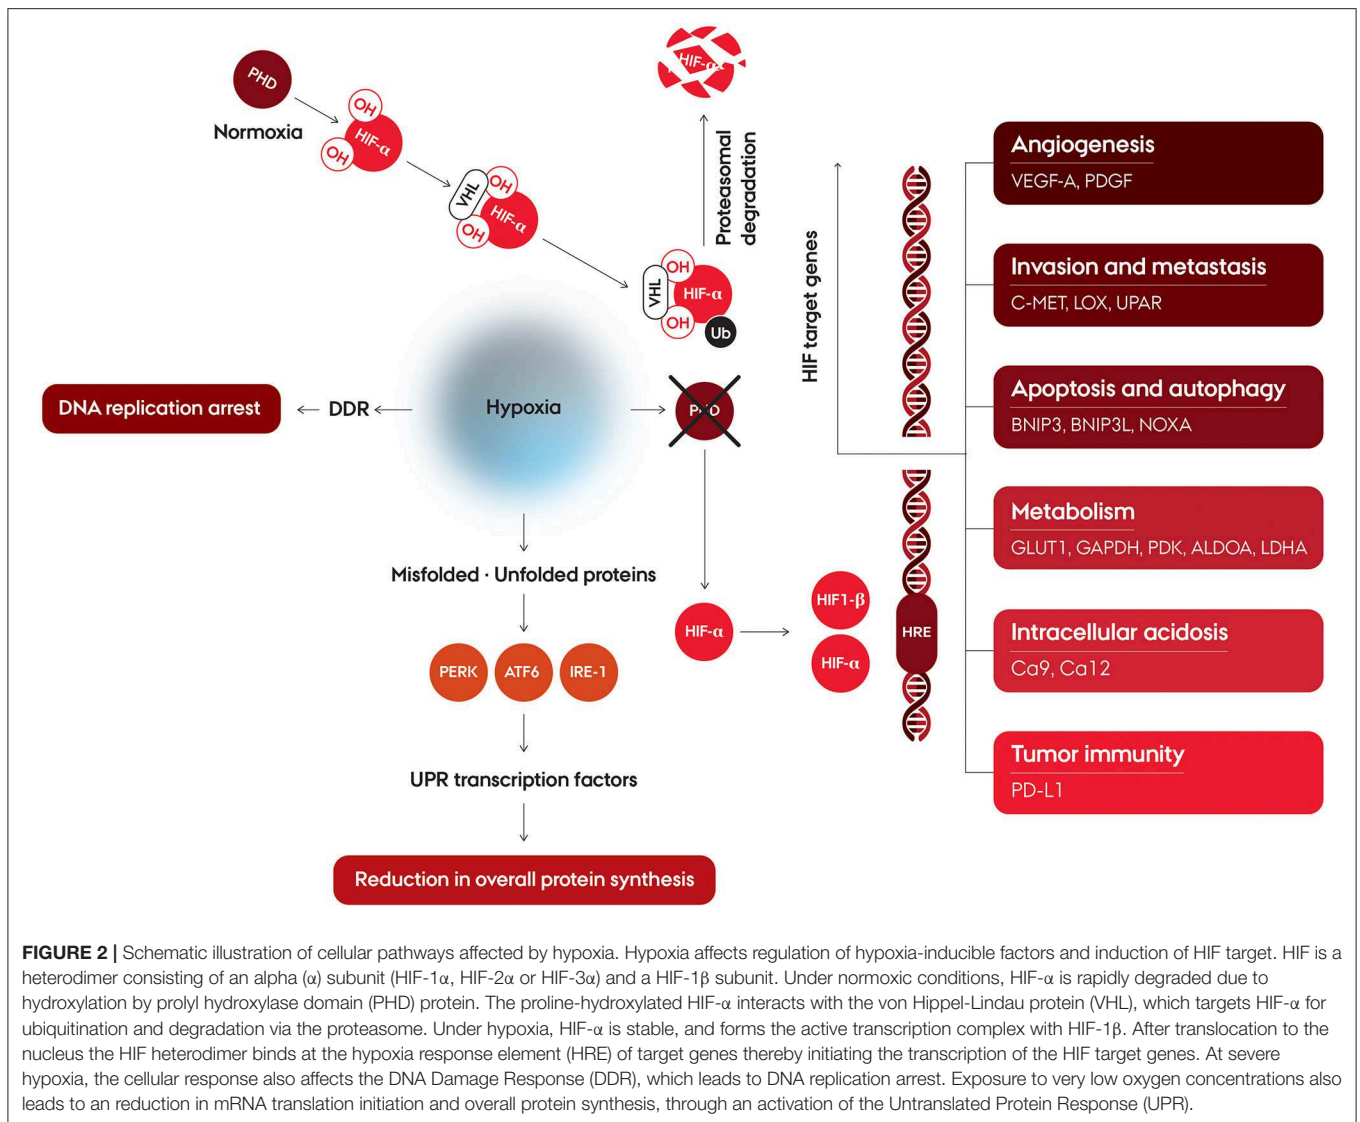 PHD
Normoxia
OH
OH
HIF-α
VHL
OH
OH
HIF-α
VHL
OH
OH
HIF-α
Ub
Proteasomal
degradation
HIF-α
DNA replication arrest
DDR
Hypoxia
PHD
Misfolded · Unfolded proteins
PERK
ATF6
IRE-1
UPR transcription factors
Reduction in overall protein synthesis
HIF-α
HIF1-β
HIF-α
HRE
HIF target genes
Angiogenesis
VEGF-A, PDGF
Invasion and metastasis
C-MET, LOX, UPAR
Apoptosis and autophagy
BNIP3, BNIP3L, NOXA
Metabolism
GLUT1, GAPDH, PDK, ALDOA, LDHA
Intracellular acidosis
Ca9, Ca12
Tumor immunity
PD-L1
FIGURE 2 | Schematic illustration of cellular pathways affected by hypoxia. Hypoxia affects regulation of hypoxia-inducible factors and induction of HIF target. HIF is a
heterodimer consisting of an alpha (α) subunit (HIF-1α, HIF-2α or HIF-3α) and a HIF-1β subunit. Under normoxic conditions, HIF-α is rapidly degraded due to
hydroxylation by prolyl hydroxylase domain (PHD) protein. The proline-hydroxylated HIF-α interacts with the von Hippel-Lindau protein (VHL), which targets HIF-α for
ubiquitination and degradation via the proteasome. Under hypoxia, HIF-α is stable, and forms the active transcription complex with HIF-1β. After translocation to the
nucleus the HIF heterodimer binds at the hypoxia response element (HRE) of target genes thereby initiating the transcription of the HIF target genes. At severe
hypoxia, the cellular response also affects the DNA Damage Response (DDR), which leads to DNA replication arrest. Exposure to very low oxygen concentrations also
leads to an reduction in mRNA translation initiation and overall protein synthesis, through an activation of the Untranslated Protein Response (UPR).